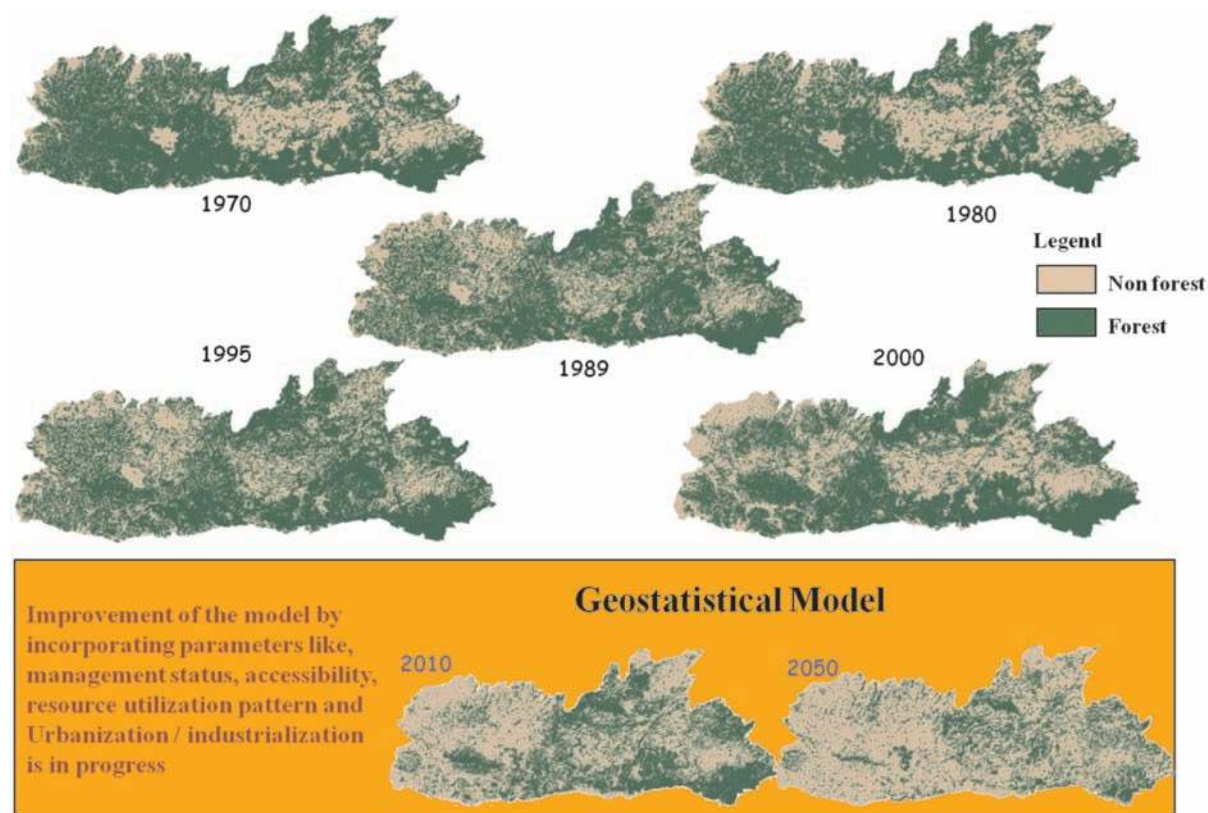 1970
1980
Legend
Non forest
Forest
1995
1989
2000
Geostatistical Model
Improvement of the model by
incorporating parameters like,
management status, accessibility,
resource utilization pattern and
Urbanization / industrialization
is in progress
2010
2050